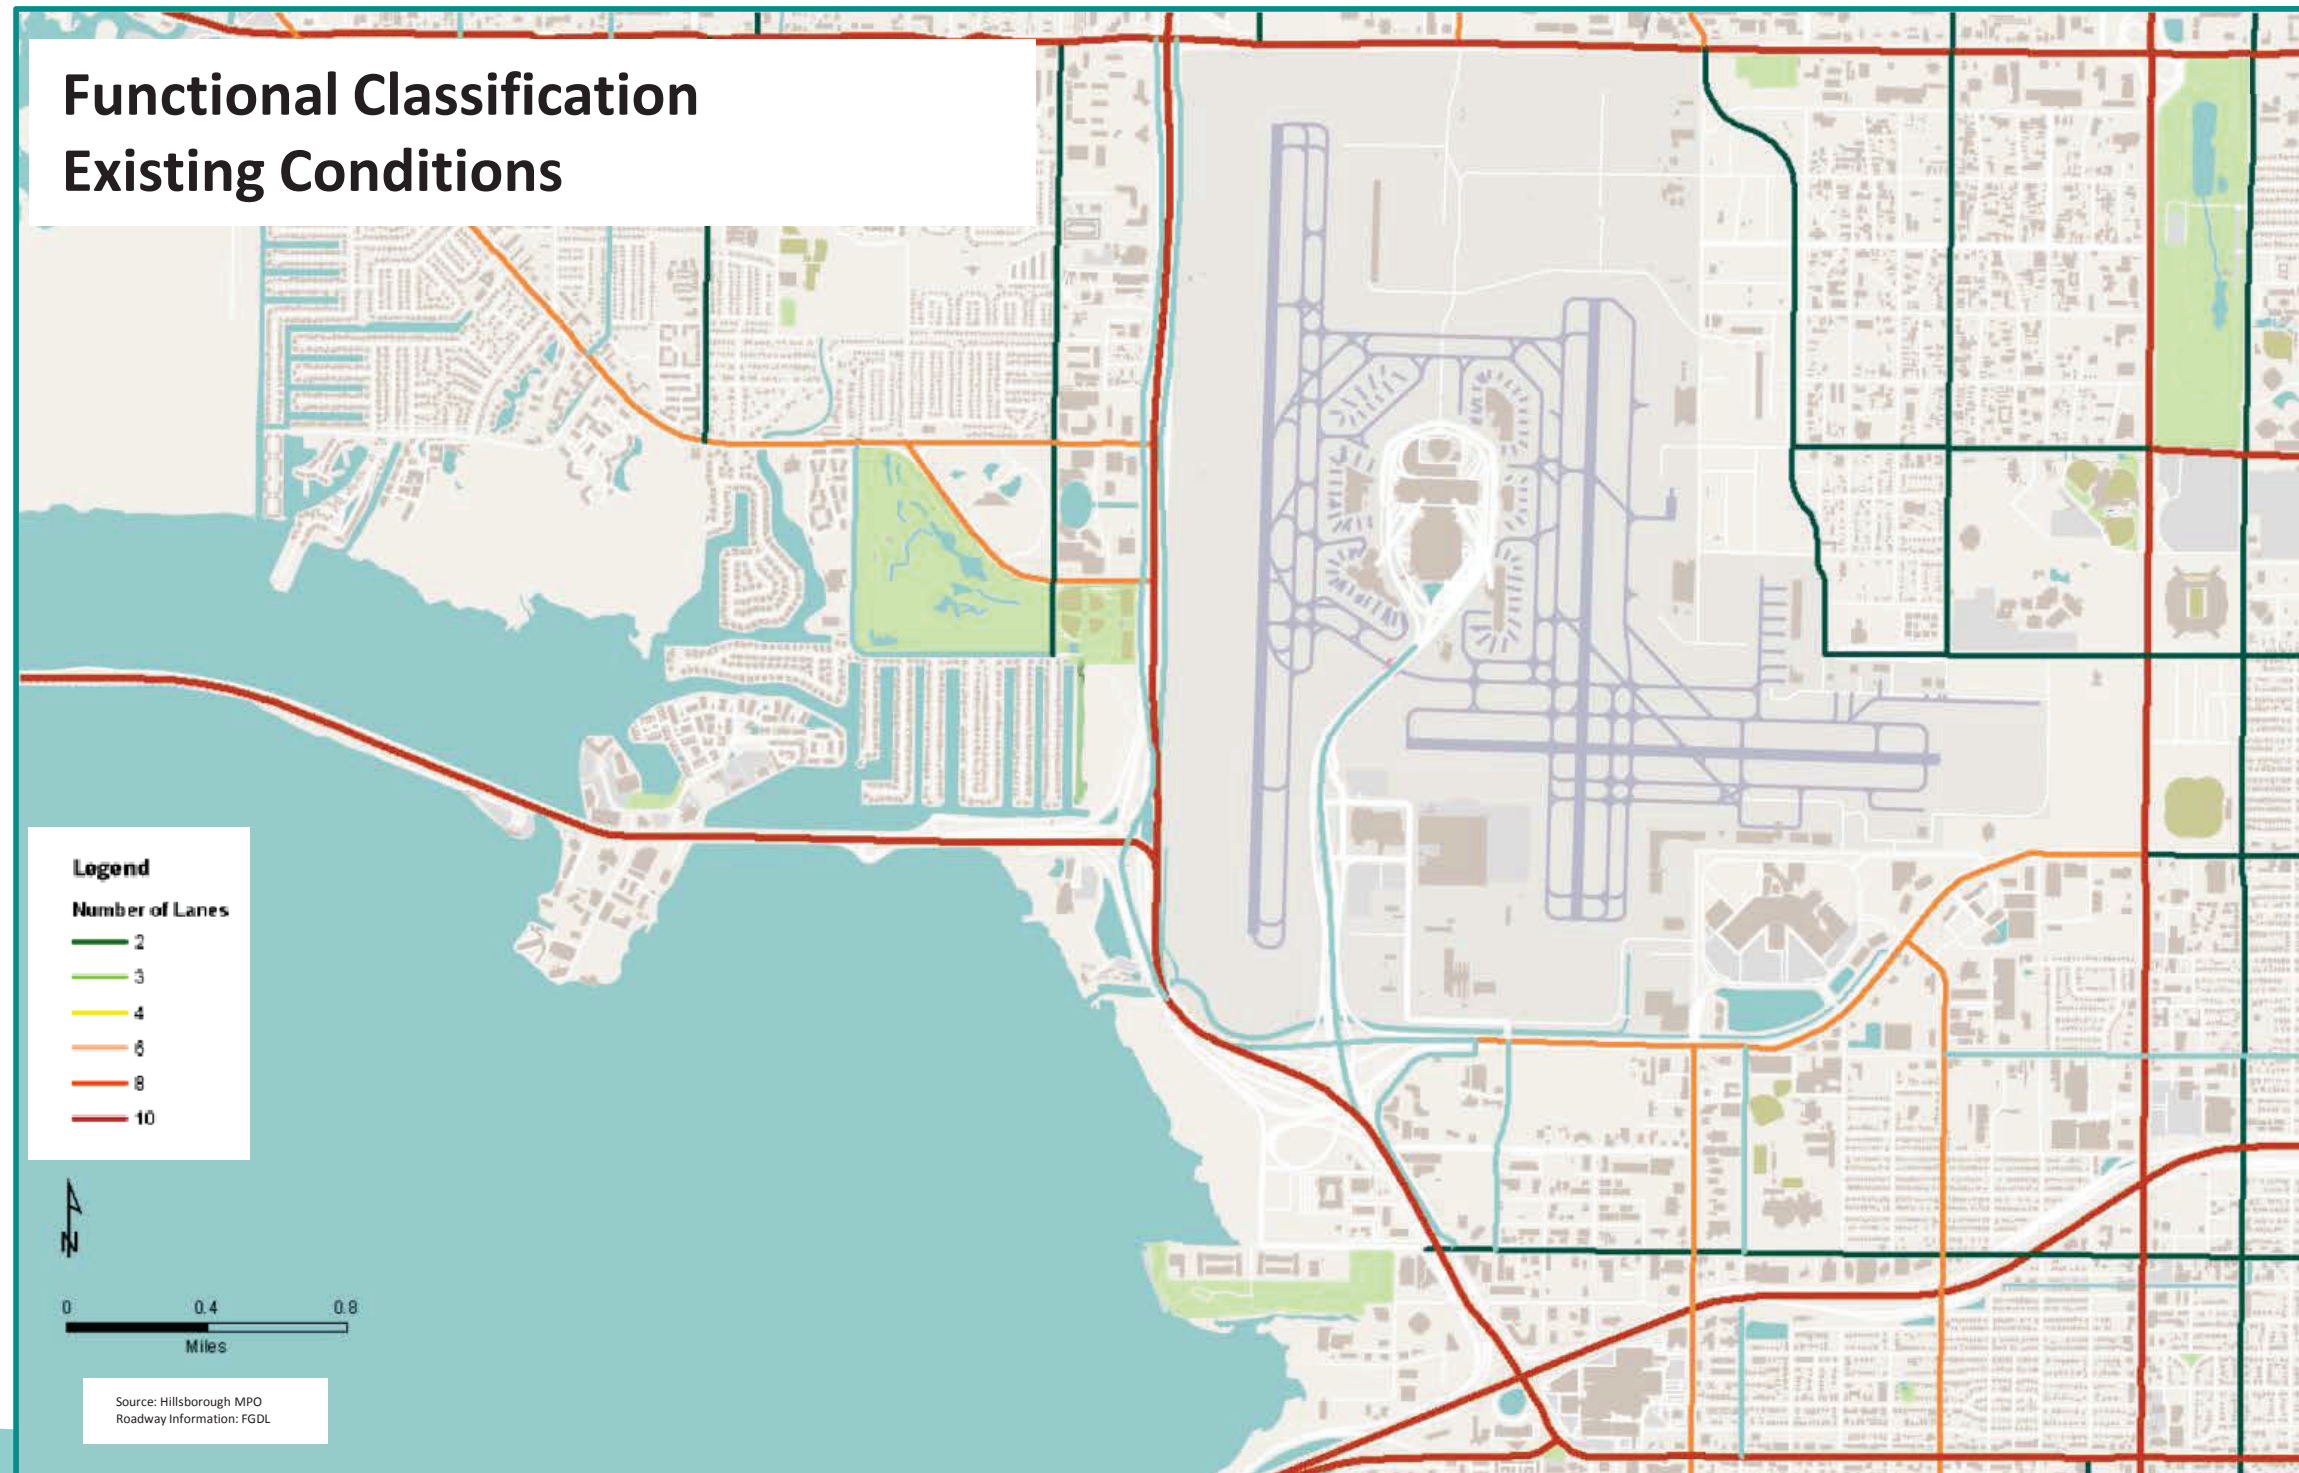 Functional Classification
Existing Conditions
Legend
Number of Lanes
2
3
4
6
8
10
N
0 0.4 0.8
Miles
Source: Hillsborough MPO
Roadway Information: FGDL